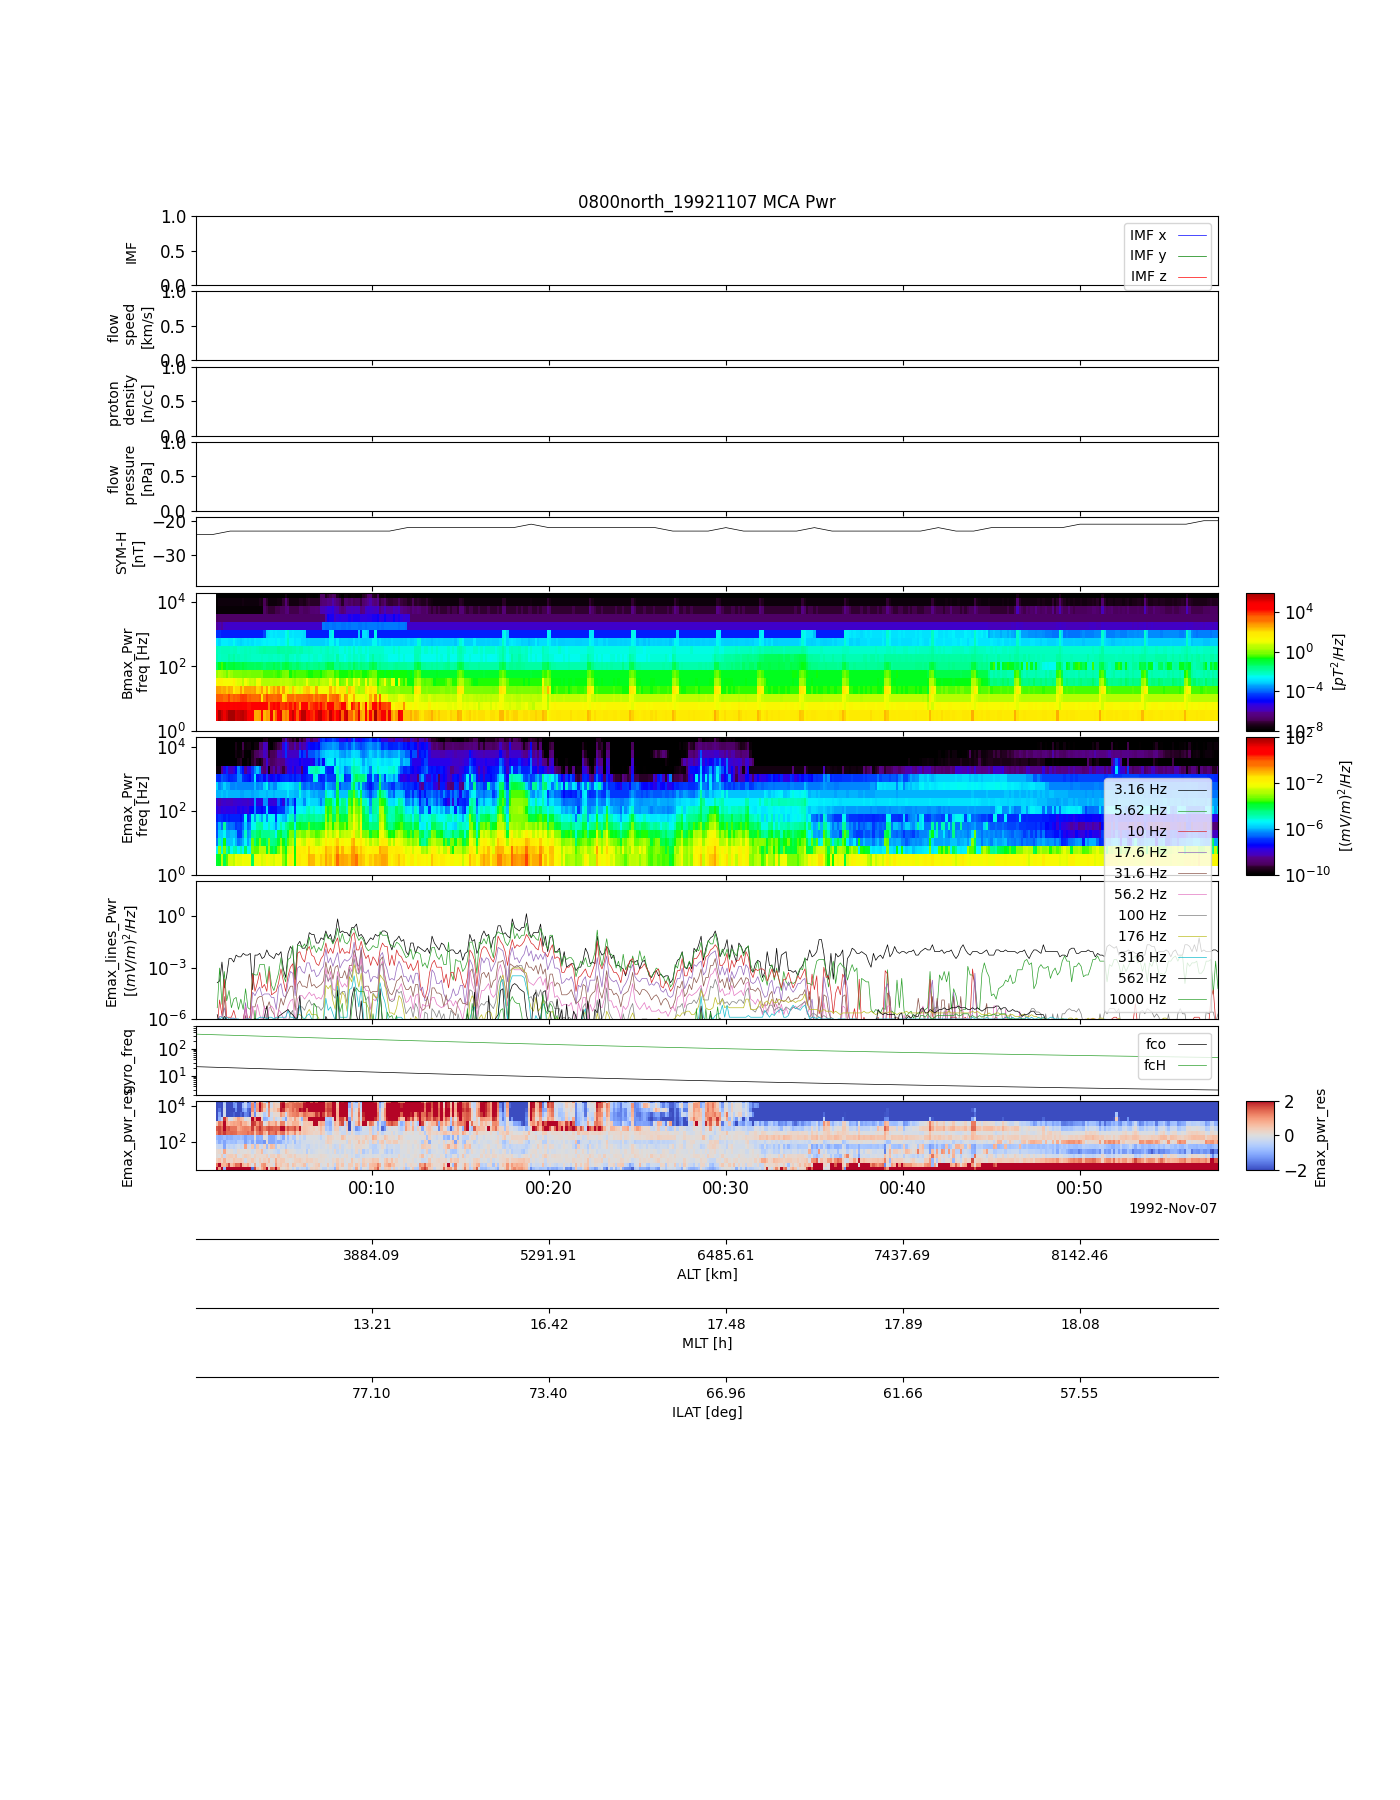 0800north_19921107 MCA Pwr
1.0
0.5
0.0
IMF
IMF x
IMF y
IMF z
1.0
0.5
0.0
flow
speed
[km/s]
1.0
0.5
0.0
proton
density
[n/cc]
1.0
0.5
0.0
flow
pressure
[nPa]
−20
−30
SYM-H
[nT]
10^4
10^2
10^0
Bmax_Pwr
freq [Hz]
10^4
10^0
10^−4
10^−8
[pT^2/Hz]
10^4
10^2
10^0
Emax_Pwr
freq [Hz]
10^2
10^−2
10^−6
10^−10
[(mV/m)^2/Hz]
3.16 Hz
5.62 Hz
10 Hz
17.6 Hz
31.6 Hz
56.2 Hz
100 Hz
176 Hz
316 Hz
562 Hz
1000 Hz
10^0
10^−3
10^−6
Emax_lines_Pwr
[(mV/m)^2/Hz]
10^2
10^1
gyro_freq
fco
fcH
10^4
10^2
Emax_pwr_res
2
0
−2
Emax_pwr_res
00:10 00:20 00:30 00:40 00:50
1992-Nov-07
3884.09 5291.91 6485.61 7437.69 8142.46
ALT [km]
13.21 16.42 17.48 17.89 18.08
MLT [h]
77.10 73.40 66.96 61.66 57.55
ILAT [deg]